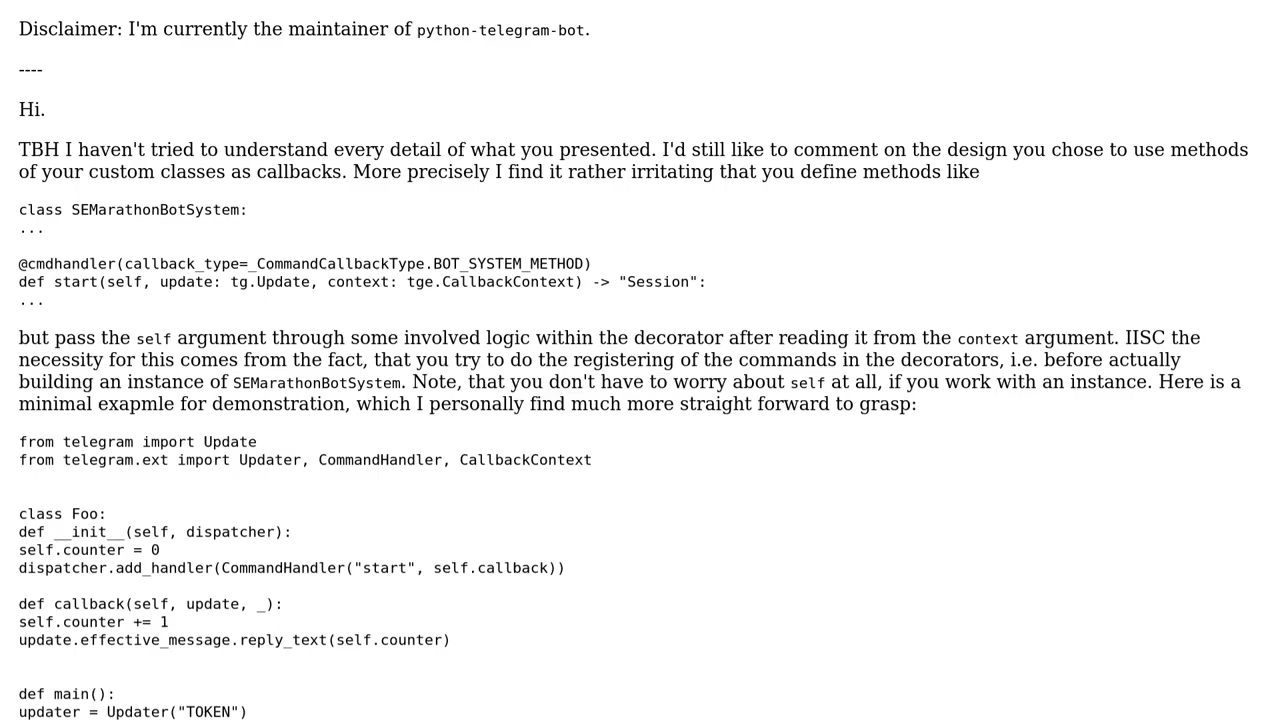 Disclaimer: I'm currently the maintainer of python-telegram-bot.
----
Hi.
TBH I haven't tried to understand every detail of what you presented. I'd still like to comment on the design you chose to use methods
of your custom classes as callbacks. More precisely I find it rather irritating that you define methods like
class SEMarathonBotSystem:
...
@cmdhandler(callback_type=_CommandCallbackType.BOT_SYSTEM_METHOD)
def start(self, update: tg.Update, context: tge.CallbackContext) -> "Session":
...
but pass the self argument through some involved logic within the decorator after reading it from the context argument. IISC the
necessity for this comes from the fact, that you try to do the registering of the commands in the decorators, i.e. before actually
building an instance of SEMarathonBotSystem. Note, that you don't have to worry about self at all, if you work with an instance. Here is a
minimal exapmle for demonstration, which I personally find much more straight forward to grasp:
from telegram import Update
from telegram.ext import Updater, CommandHandler, CallbackContext
class Foo:
def __init__(self, dispatcher):
self.counter = 0
dispatcher.add_handler(CommandHandler("start", self.callback))
def callback(self, update, _):
self.counter += 1
update.effective_message.reply_text(self.counter)
def main():
updater = Updater("TOKEN")